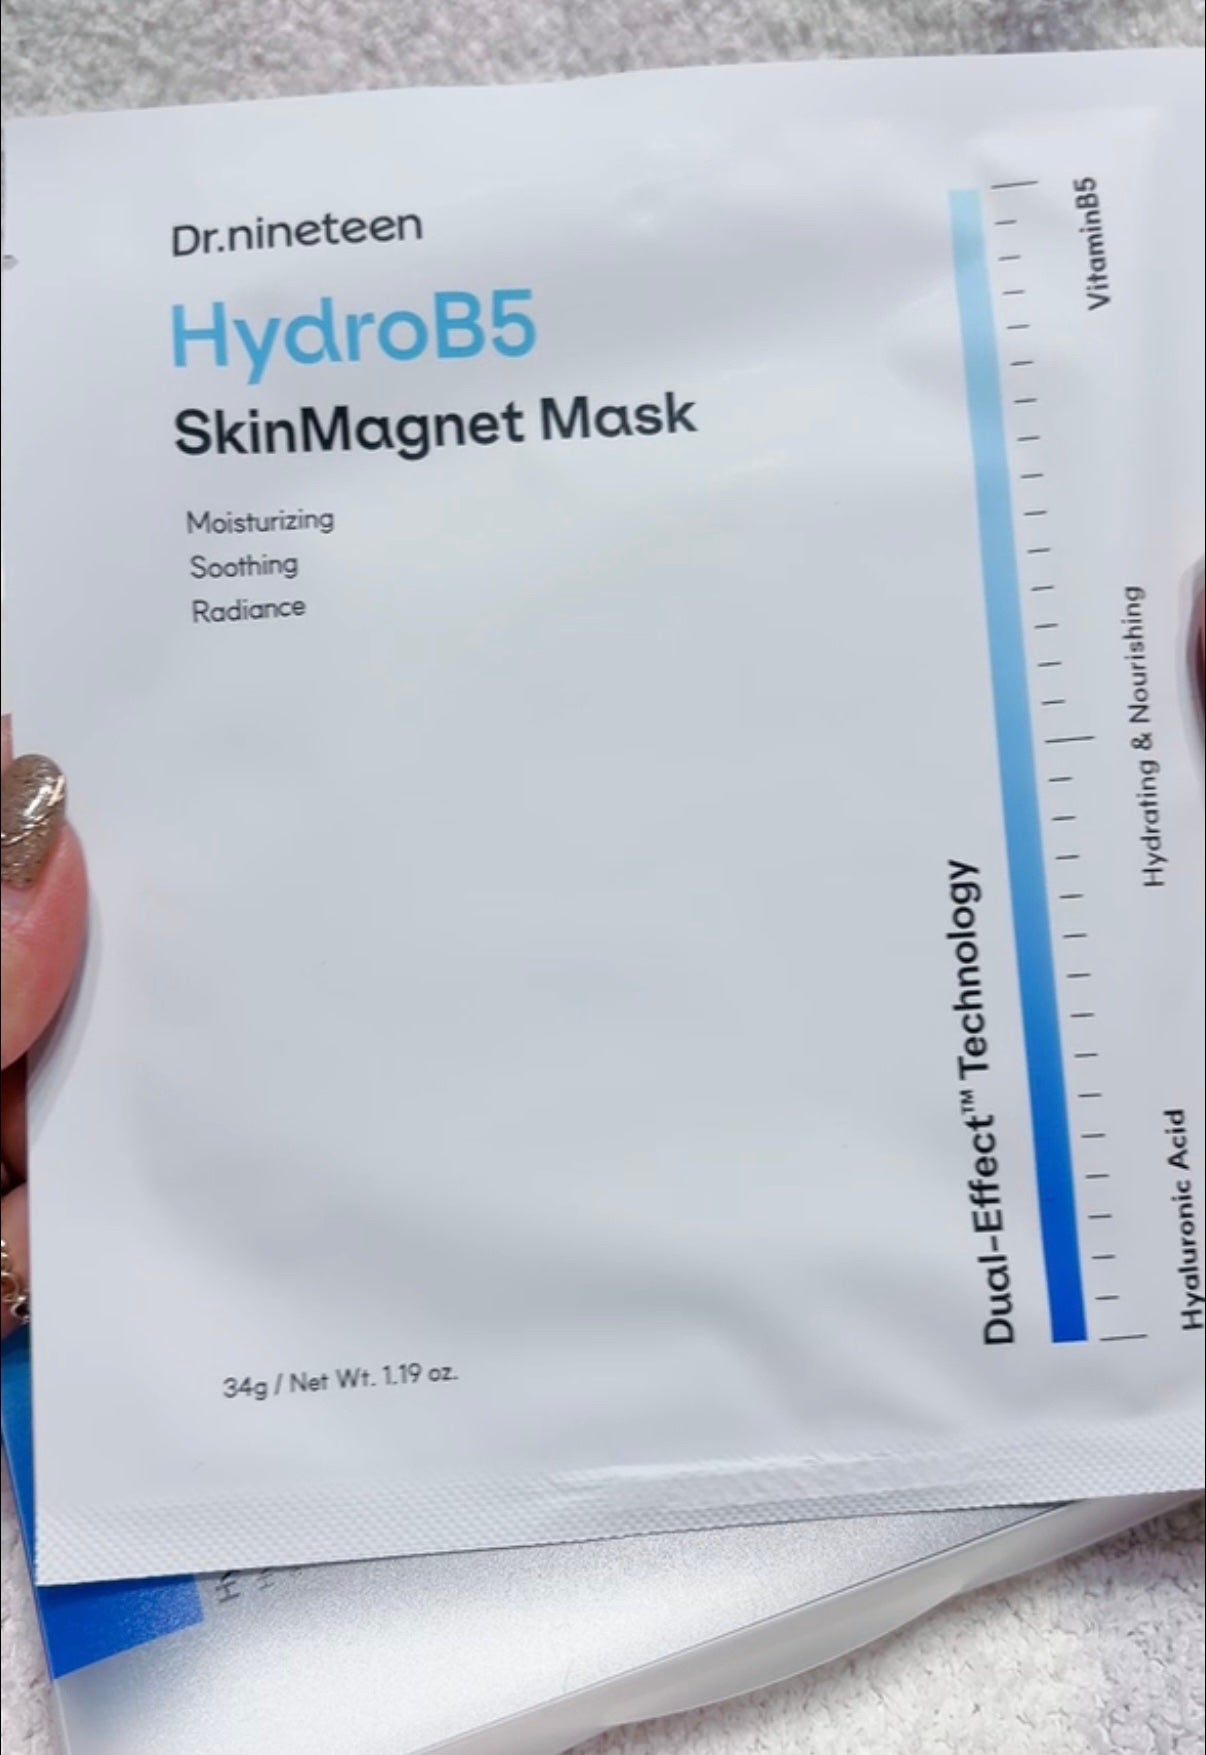 Dr.nineteen
HydroB5
SkinMagnet Mask
Moisturizing
Soothing
Radiance
VitaminB5
Hydrating & Nourishing
Hyaluronic Acid
Dual-Effect™ Technology
34g / Net Wt. 1.19 oz.